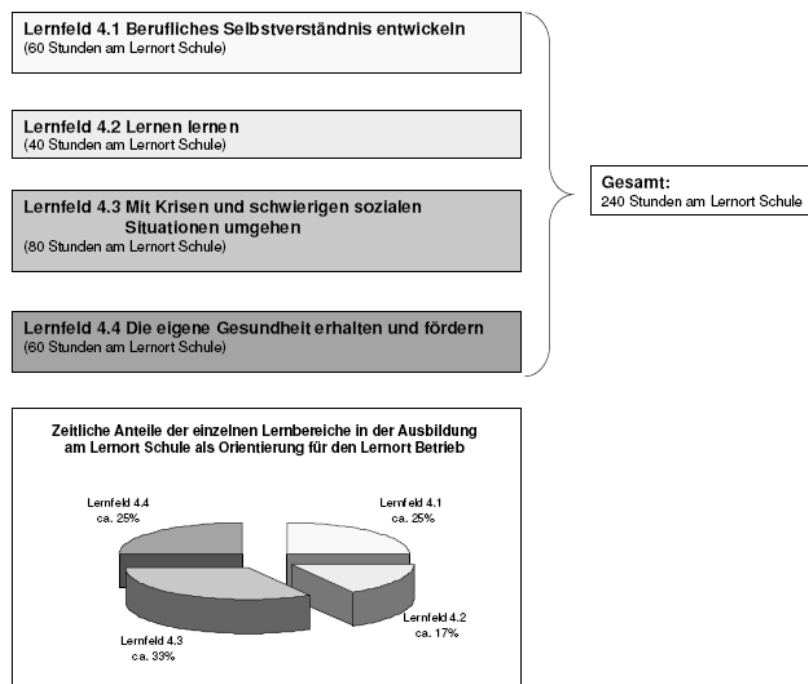 Lernfeld 4.1 Berufliches Selbstverständnis entwickeln
(60 Stunden am Lernort Schule)
Lernfeld 4.2 Lernen lernen
(40 Stunden am Lernort Schule)
Lernfeld 4.3 Mit Krisen und schwierigen sozialen
Situationen umgehen
(80 Stunden am Lernort Schule)
Lernfeld 4.4 Die eigene Gesundheit erhalten und fördern
(60 Stunden am Lernort Schule)
Gesamt:
240 Stunden am Lernort Schule
Zeitliche Anteile der einzelnen Lernbereiche in der Ausbildung
am Lernort Schule als Orientierung für den Lernort Betrieb
Lernfeld 4.4
ca. 25%
Lernfeld 4.1
ca. 25%
Lernfeld 4.3
ca. 33%
Lernfeld 4.2
ca. 17%